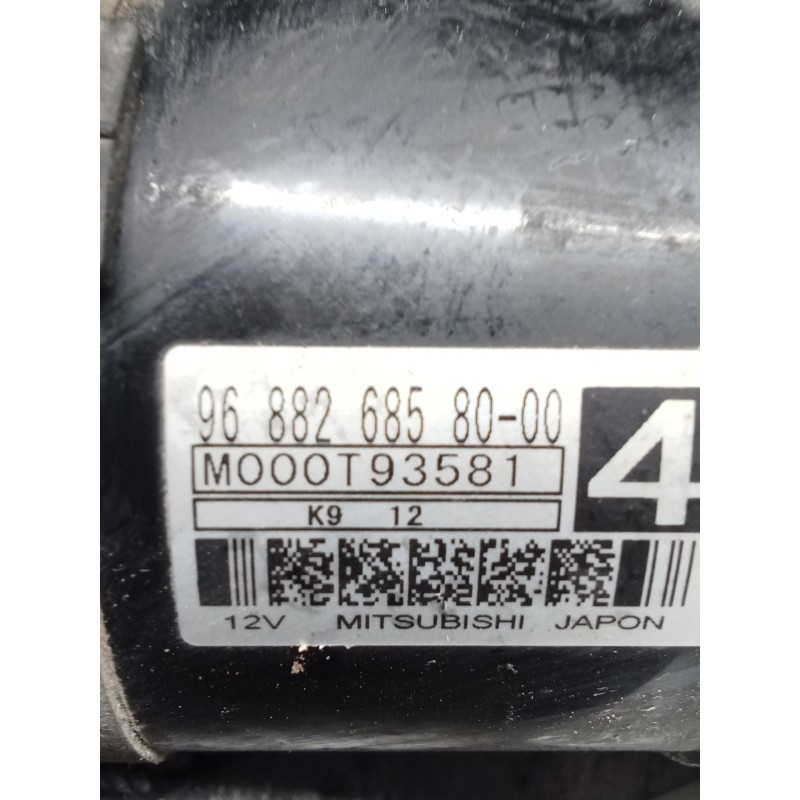 96 882 685 80-00
M000T93581
4
K9 12
12V MITSUBISHI JAPON